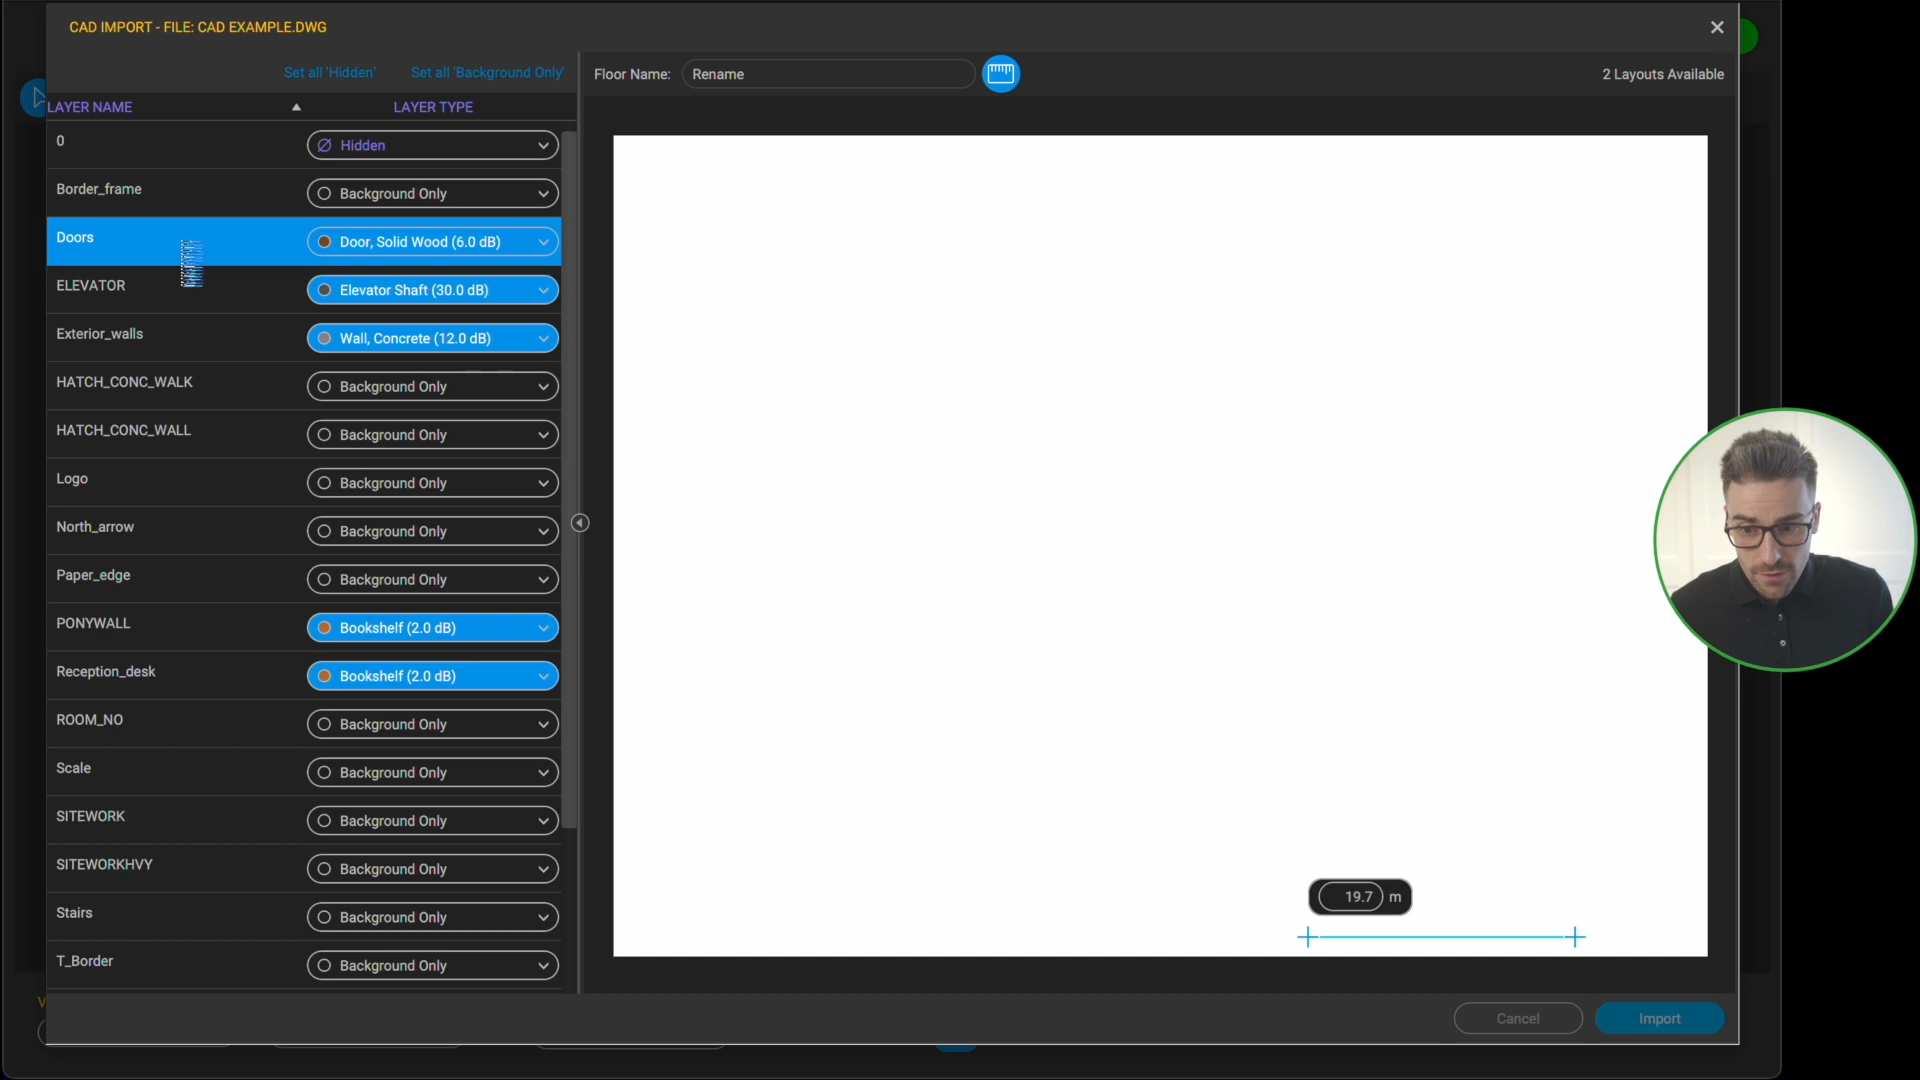 CAD IMPORT - FILE: CAD EXAMPLE.DWG
Set all 'Hidden'
Set all 'Background Only'
Floor Name:
Rename
2 Layouts Available
LAYER NAME
LAYER TYPE
0
Hidden
Border_frame
Background Only
Doors
Door, Solid Wood (6.0 dB)
ELEVATOR
Elevator Shaft (30.0 dB)
Exterior_walls
Wall, Concrete (12.0 dB)
HATCH_CONC_WALK
Background Only
HATCH_CONC_WALL
Background Only
Logo
Background Only
North_arrow
Background Only
Paper_edge
Background Only
PONYWALL
Bookshelf (2.0 dB)
Reception_desk
Bookshelf (2.0 dB)
ROOM_NO
Background Only
Scale
Background Only
SITEWORK
Background Only
SITEWORKHVY
Background Only
Stairs
Background Only
T_Border
Background Only
19.7 m
Cancel
Import